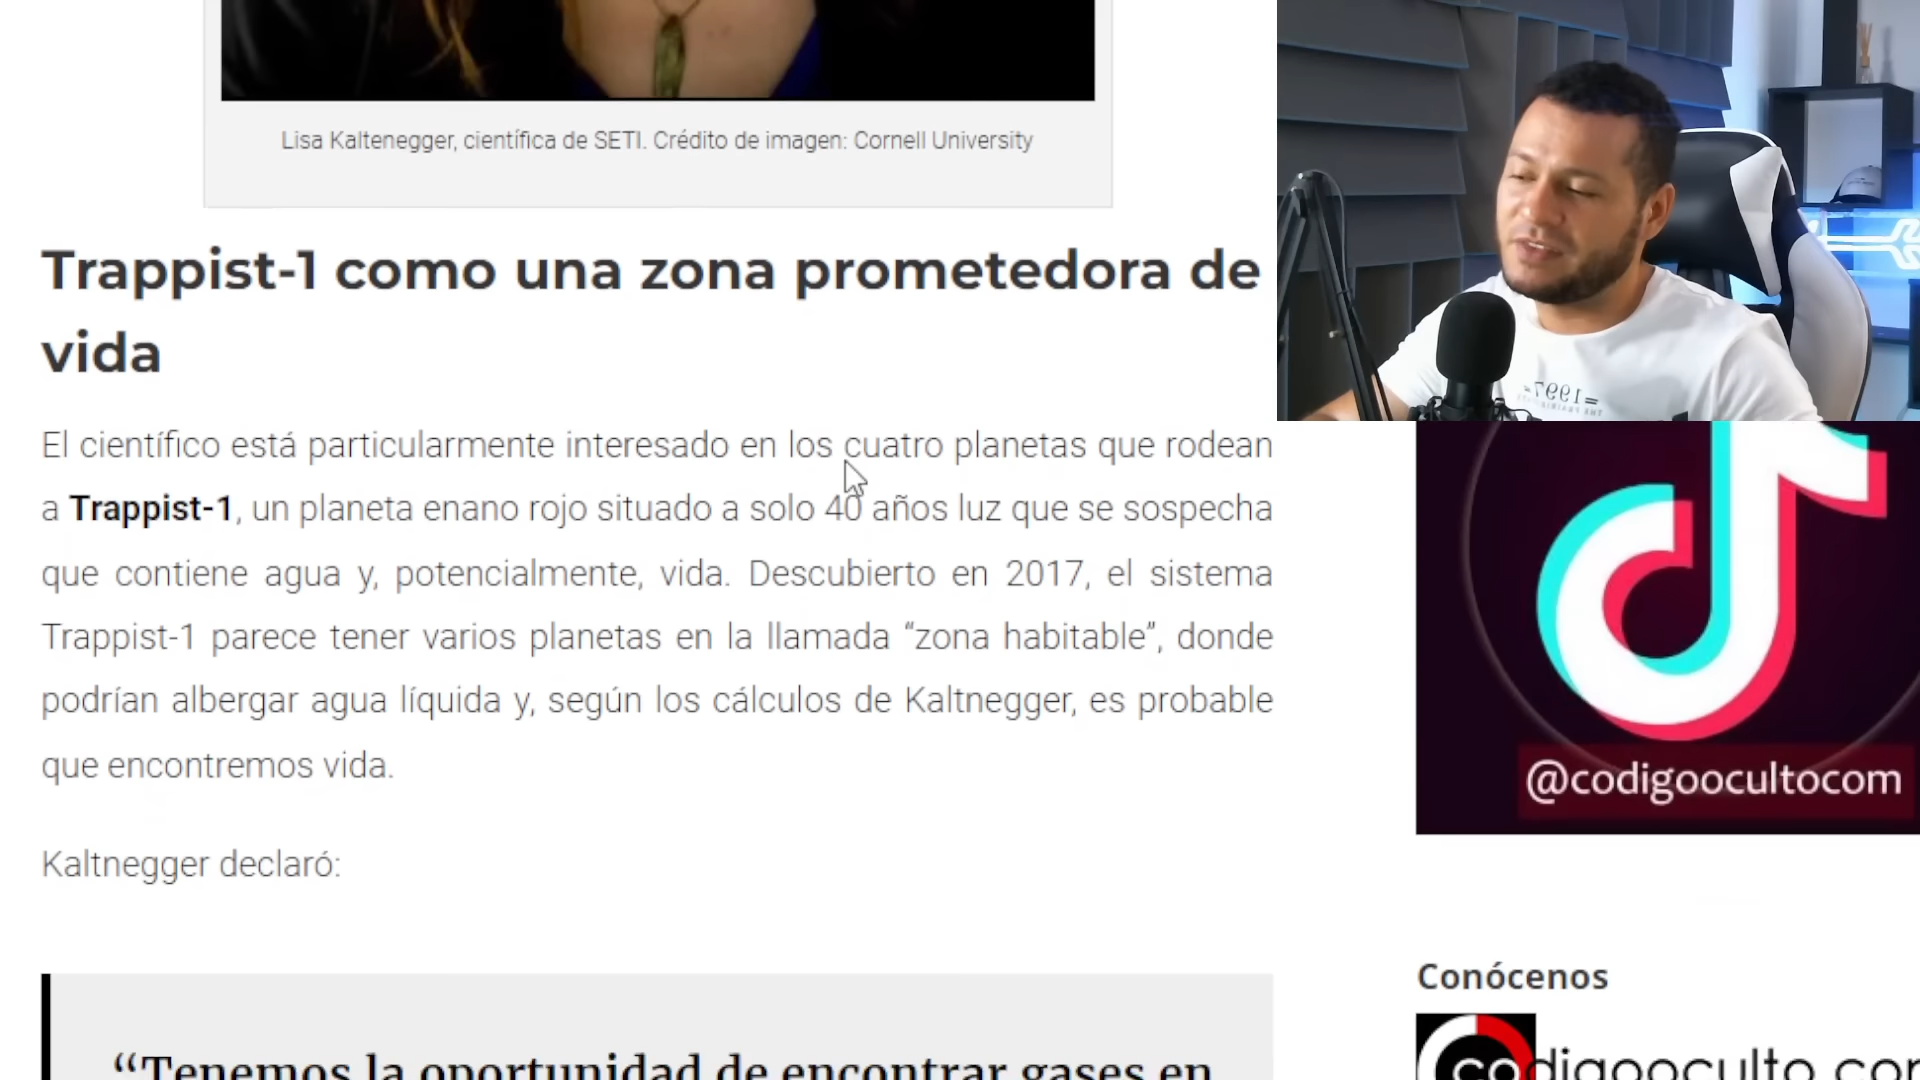 Lisa Kaltenegger, científica de SETI. Crédito de imagen: Cornell University
Trappist-1 como una zona prometedora de
vida
El científico está particularmente interesado en los cuatro planetas que rodean
a Trappist-1, un planeta enano rojo situado a solo 40 años luz que se sospecha
que contiene agua y, potencialmente, vida. Descubierto en 2017, el sistema
Trappist-1 parece tener varios planetas en la llamada “zona habitable”, donde
podrían albergar agua líquida y, según los cálculos de Kaltnegger, es probable
que encontremos vida.
Kaltnegger declaró:
“Tenemos la oportunidad de encontrar gases en
=1997=
@codigoocultocom
Conócenos
codigooculto.com